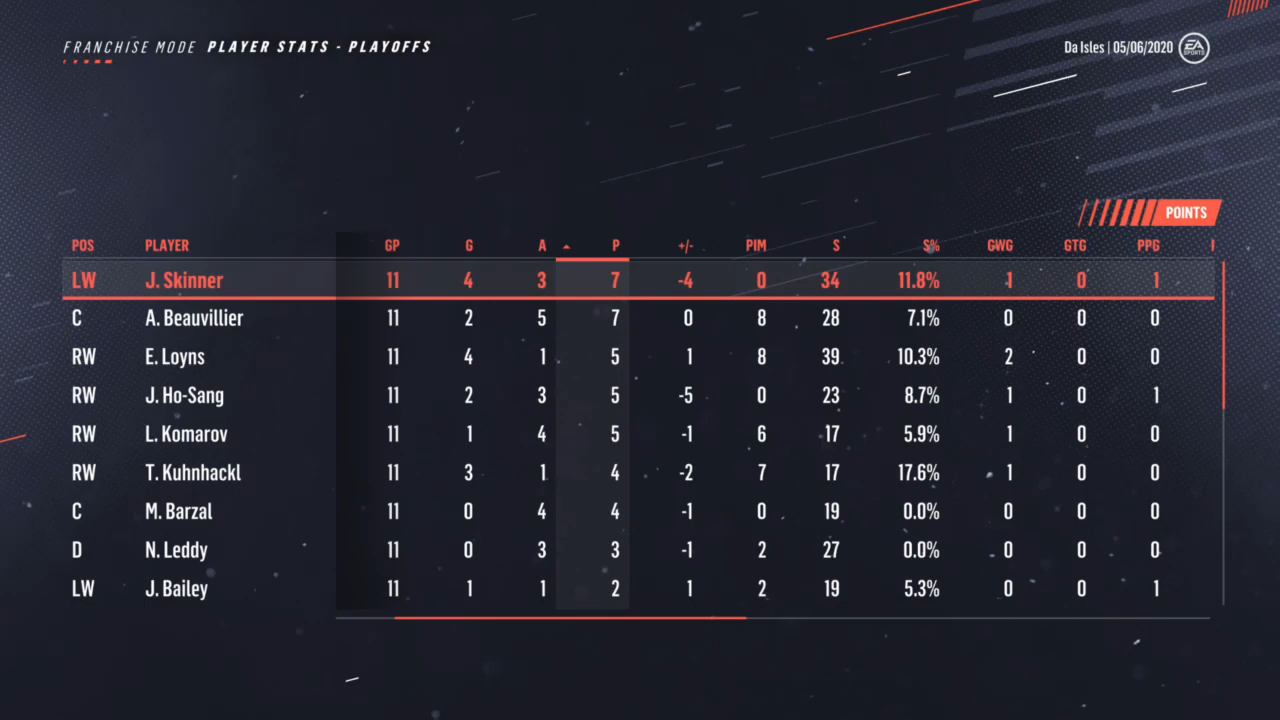 FRANCHISE MODE PLAYER STATS - PLAYOFFS
Da Isles | 05/06/2020 EA SPORTS
POINTS
POS PLAYER GP G A P +/- PIM S S% GWG GTG PPG
LW J. Skinner 11 4 3 7 -4 0 34 11.8% 1 0 1
C A. Beauvillier 11 2 5 7 0 8 28 7.1% 0 0 0
RW E. Loyns 11 4 1 5 1 8 39 10.3% 2 0 0
RW J. Ho-Sang 11 2 3 5 -5 0 23 8.7% 1 0 1
RW L. Komarov 11 1 4 5 -1 6 17 5.9% 1 0 0
RW T. Kuhnhackl 11 3 1 4 -2 7 17 17.6% 1 0 0
C M. Barzal 11 0 4 4 -1 0 19 0.0% 0 0 0
D N. Leddy 11 0 3 3 -1 2 27 0.0% 0 0 0
LW J. Bailey 11 1 1 2 1 2 19 5.3% 0 0 1